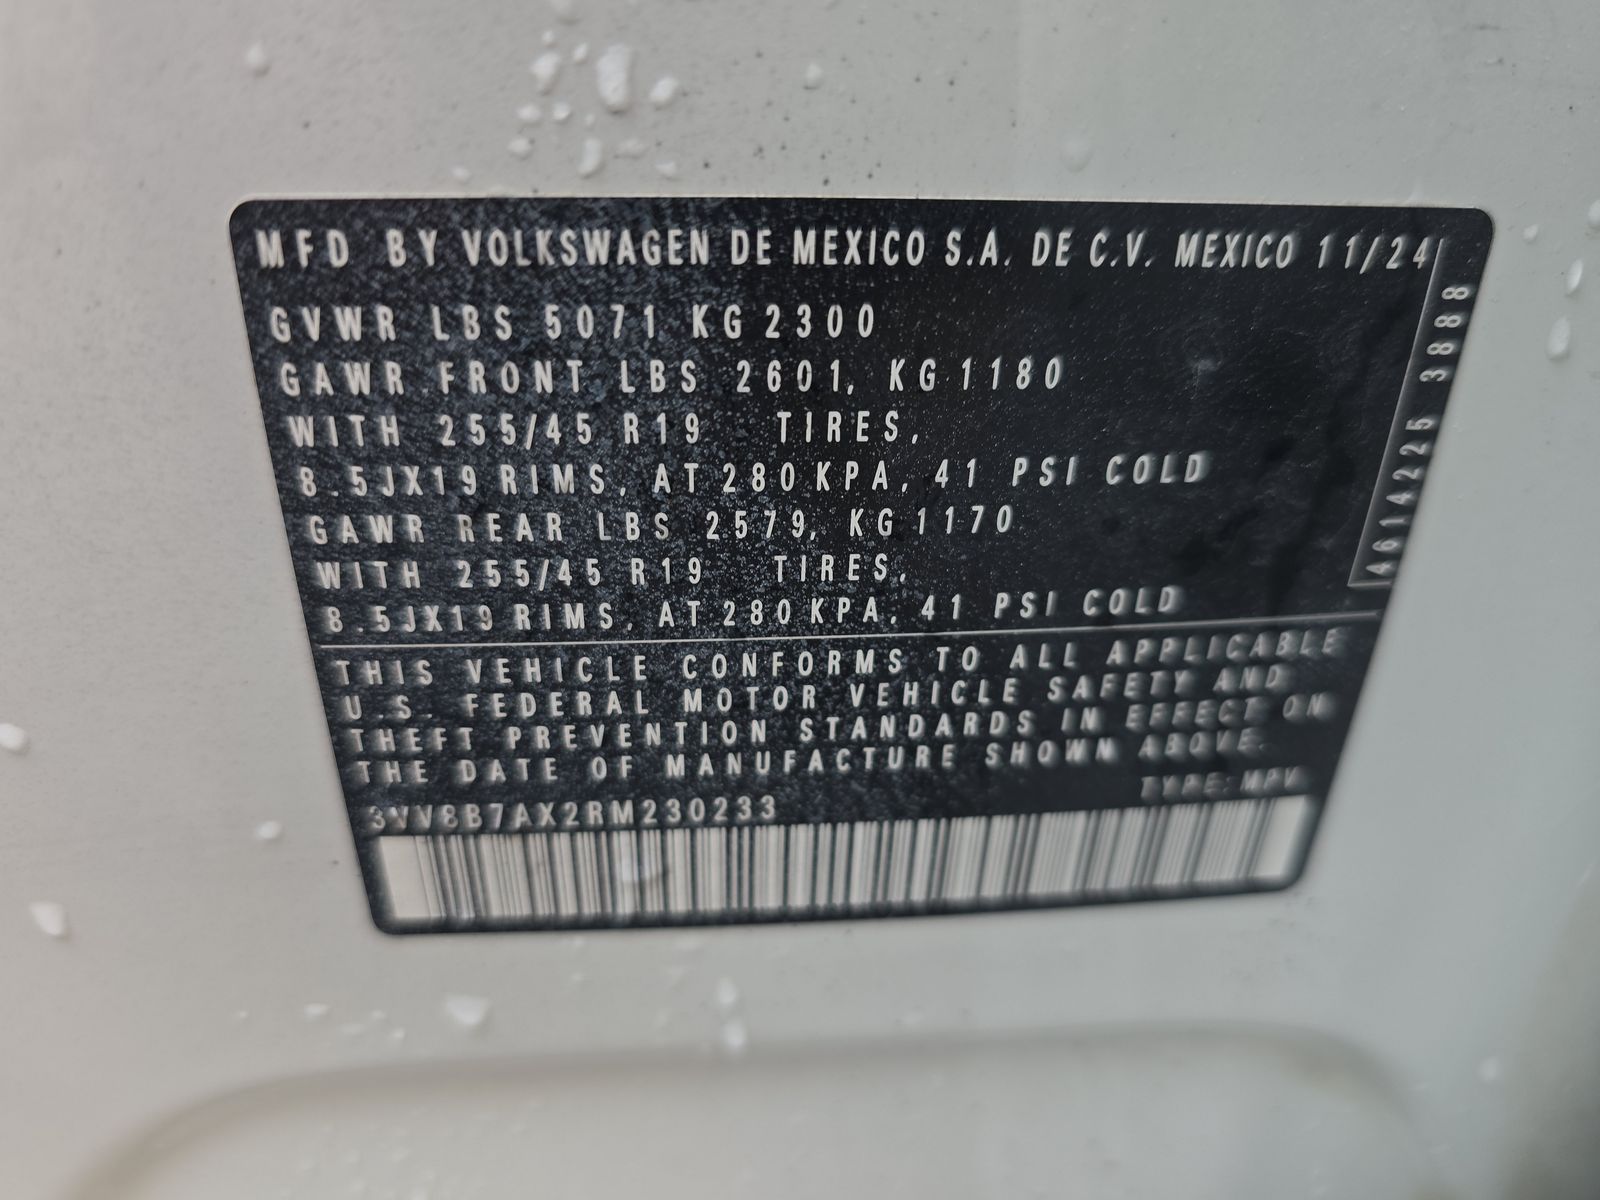 MFD BY VOLKSWAGEN DE MEXICO S.A. DE C.V. MEXICO 11/24
GVWR LBS 5071 KG 2300
GAWR FRONT LBS 2601, KG 1180
WITH 255/45 R19 TIRES,
8.5JX19 RIMS, AT 280 KPA, 41 PSI COLD
GAWR REAR LBS 2579, KG 1170
WITH 255/45 R19 TIRES,
8.5JX19 RIMS, AT 280 KPA, 41 PSI COLD
4614225 3888
THIS VEHICLE CONFORMS TO ALL APPLICABLE
U.S. FEDERAL MOTOR VEHICLE SAFETY AND
THEFT PREVENTION STANDARDS IN EFFECT ON
THE DATE OF MANUFACTURE SHOWN ABOVE.
TYPE: MPV
3VV8B7AX2RM230233